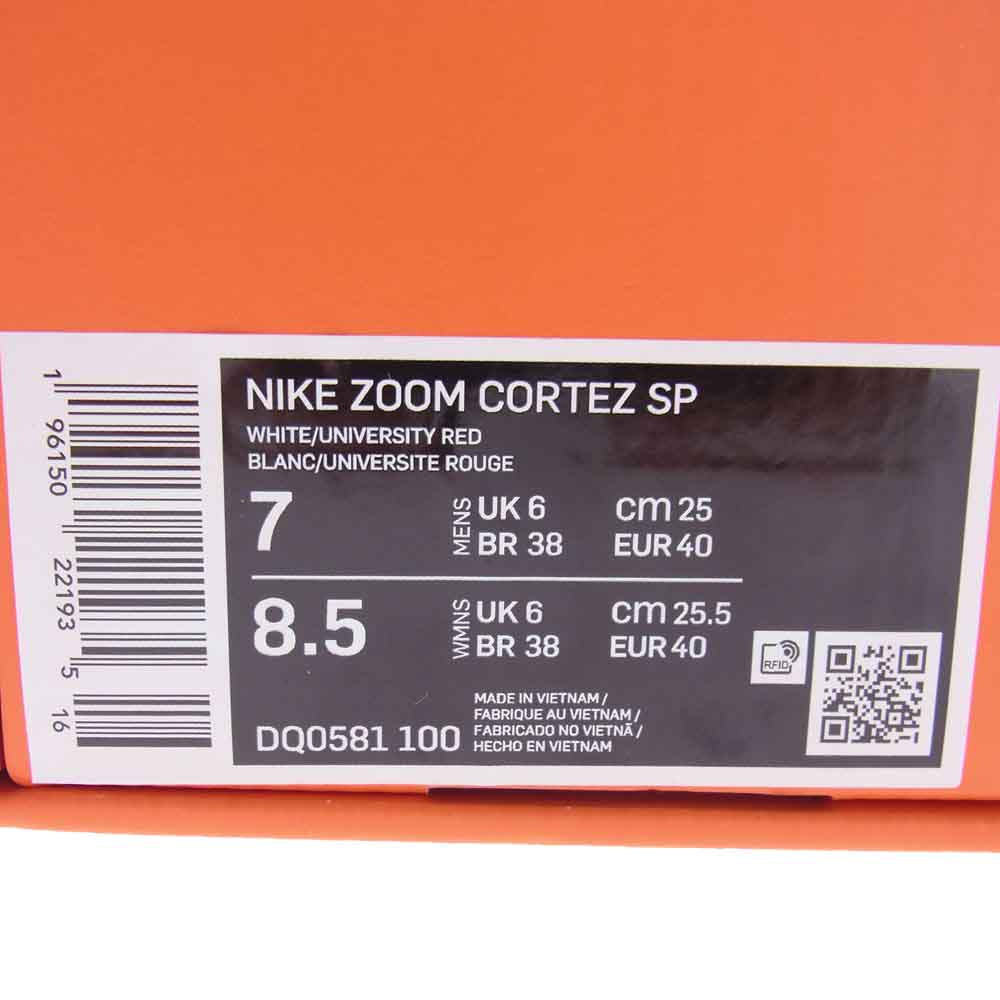 NIKE ZOOM CORTEZ SP
WHITE/UNIVERSITY RED
BLANC/UNIVERSITE ROUGE
7 MENS UK 6 cm 25
BR 38 EUR 40
8.5 WMNS UK 6 cm 25.5
BR 38 EUR 40
RFID
DQ0581 100
MADE IN VIETNAM /
FABRIQUE AU VIETNAM /
FABRICADO NO VIETNÃ /
HECHO EN VIETNAM
1 96150 22193 5 16